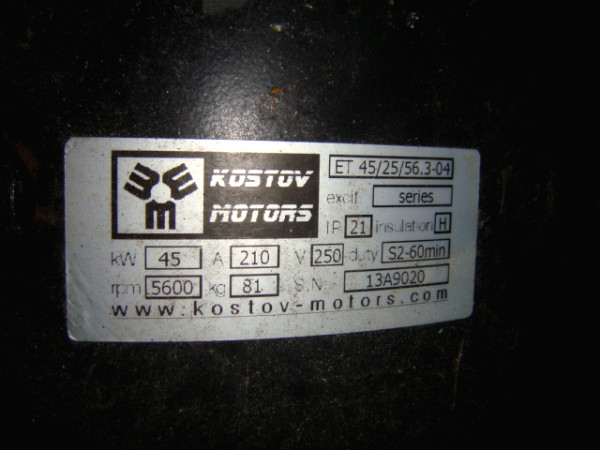 ET 45/25/56.3-04
KOSTOV
MOTORS
excit. series
IP 21 insulation H
kW 45 A 210 V 250 duty S2-60min
rpm 5600 kg 81 S.N. 13A9020
www.kostov-motors.com